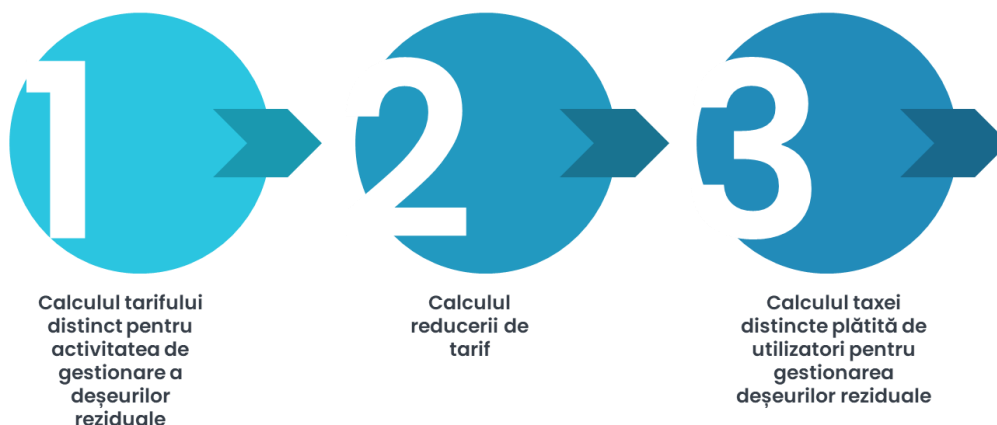 1
Calculul tarifului
distinct pentru
activitatea de
gestionare a
deșeurilor
reziduale
2
Calculul
reducerii de
tarif
3
Calculul taxei
distincte plătită de
utilizatori pentru
gestionarea
deșeurilor reziduale